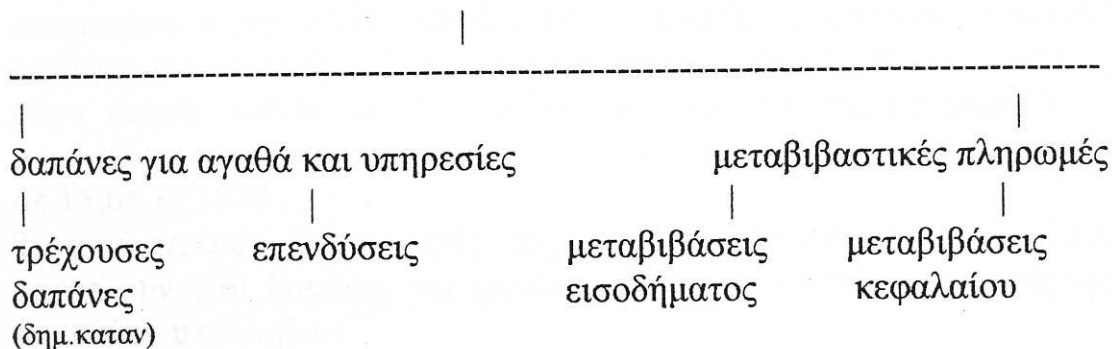 δαπάνες για αγαθά και υπηρεσίες μεταβιβαστικές πληρωμές
τρέχουσες επενδύσεις μεταβιβάσεις μεταβιβάσεις
δαπάνες εισοδήματος κεφαλαίου
(δημ.καταν)